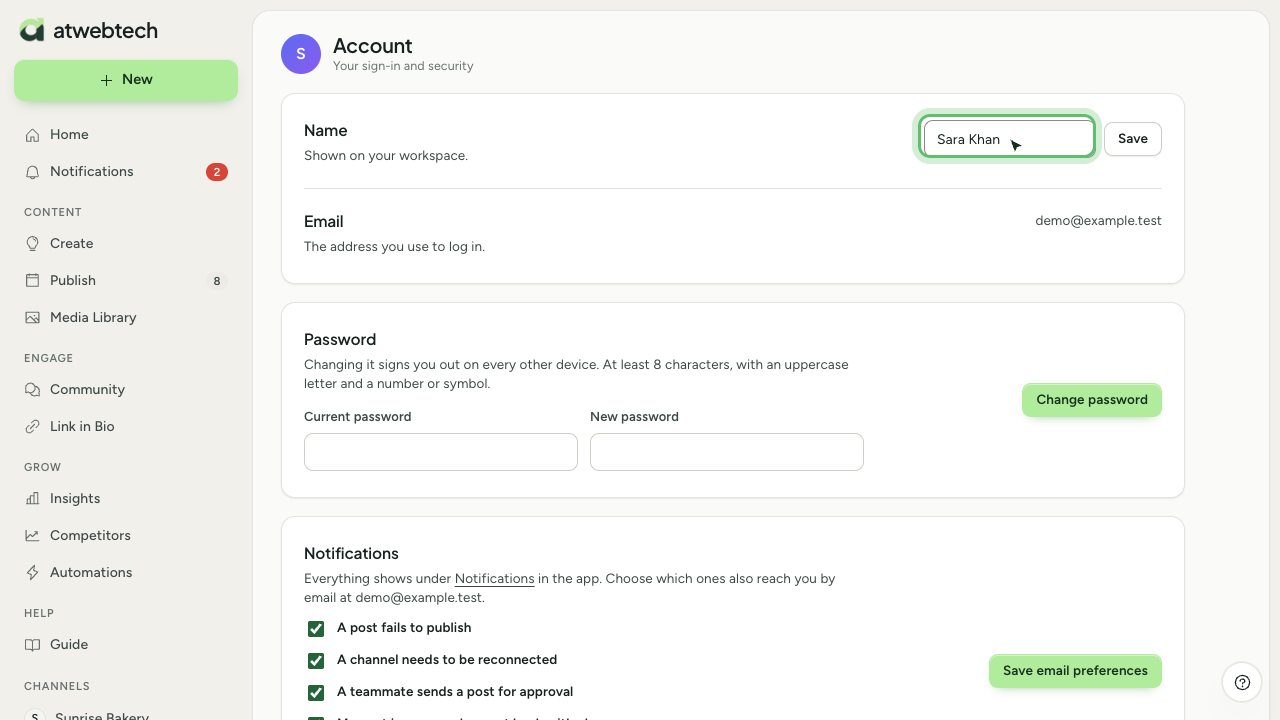 atwebtech
New
Home
Notifications 2
CONTENT
Create
Publish 8
Media Library
ENGAGE
Community
Link in Bio
GROW
Insights
Competitors
Automations
HELP
Guide
CHANNELS
S Sunrise Bakery
S
Account
Your sign-in and security
Name
Shown on your workspace.
Sara Khan
Save
Email
The address you use to log in.
demo@example.test
Password
Changing it signs you out on every other device. At least 8 characters, with an uppercase
letter and a number or symbol.
Current password
New password
Change password
Notifications
Everything shows under Notifications in the app. Choose which ones also reach you by
email at demo@example.test.
A post fails to publish
A channel needs to be reconnected
A teammate sends a post for approval
Save email preferences